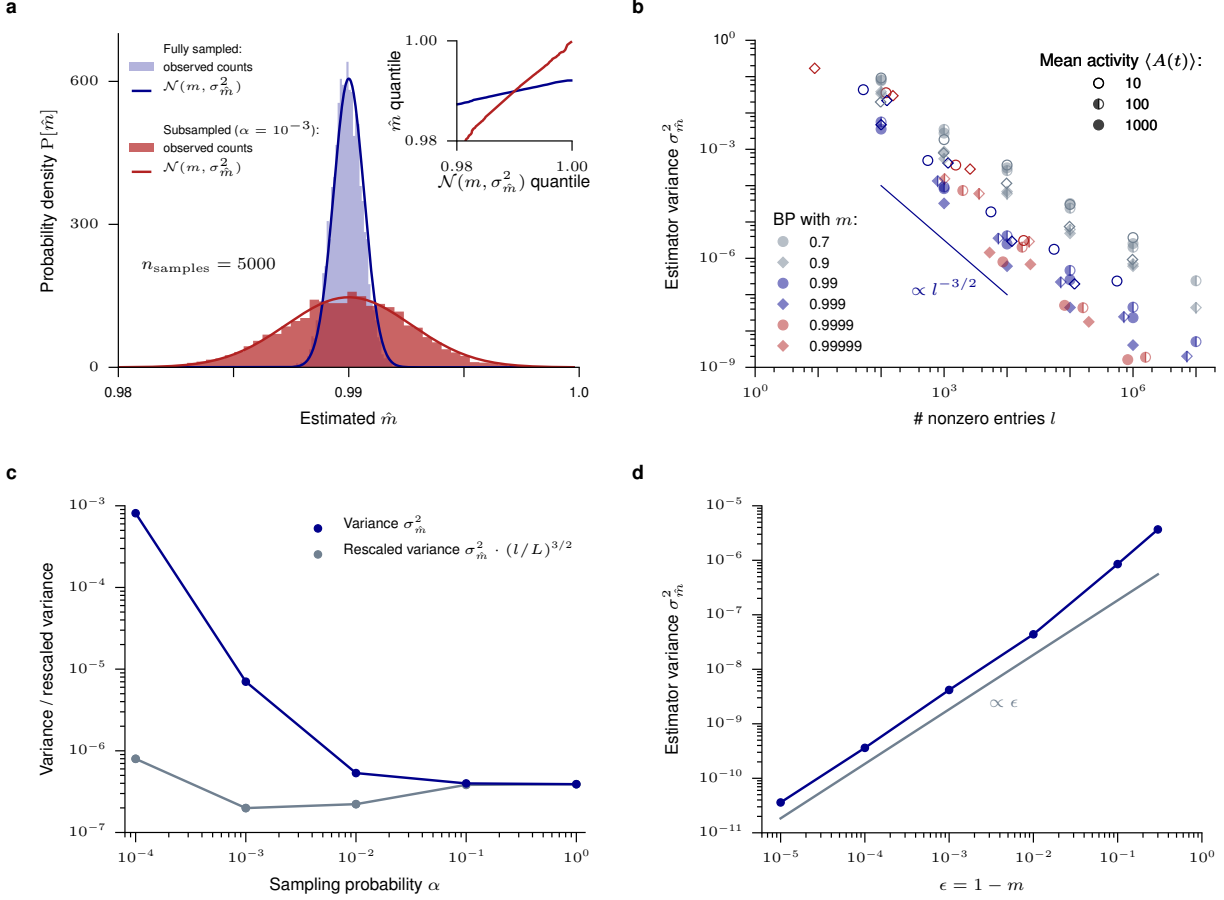 a
Probability density P[m̂]
600
300
0
0.98
0.99
1.0
Estimated m̂
Fully sampled:
observed counts
𝒩(m, σ²_m̂)
Subsampled (α = 10⁻³):
observed counts
𝒩(m, σ²_m̂)
n_samples = 5000
m̂ quantile
1.00
0.98
0.98
1.00
𝒩(m, σ²_m̂) quantile
b
Estimator variance σ²_m̂
10⁰
10⁻³
10⁻⁶
10⁻⁹
10⁰
10³
10⁶
# nonzero entries l
Mean activity ⟨A(t)⟩:
10
100
1000
BP with m:
0.7
0.9
0.99
0.999
0.9999
0.99999
∝ l⁻³/²
c
Variance / rescaled variance
10⁻³
10⁻⁴
10⁻⁵
10⁻⁶
10⁻⁷
10⁻⁴
10⁻³
10⁻²
10⁻¹
10⁰
Sampling probability α
Variance σ²_m̂
Rescaled variance σ²_m̂ · (l/L)³/²
d
Estimator variance σ²_m̂
10⁻⁵
10⁻⁶
10⁻⁷
10⁻⁸
10⁻⁹
10⁻¹⁰
10⁻¹¹
10⁻⁵
10⁻⁴
10⁻³
10⁻²
10⁻¹
10⁰
ϵ = 1 − m
∝ ϵ